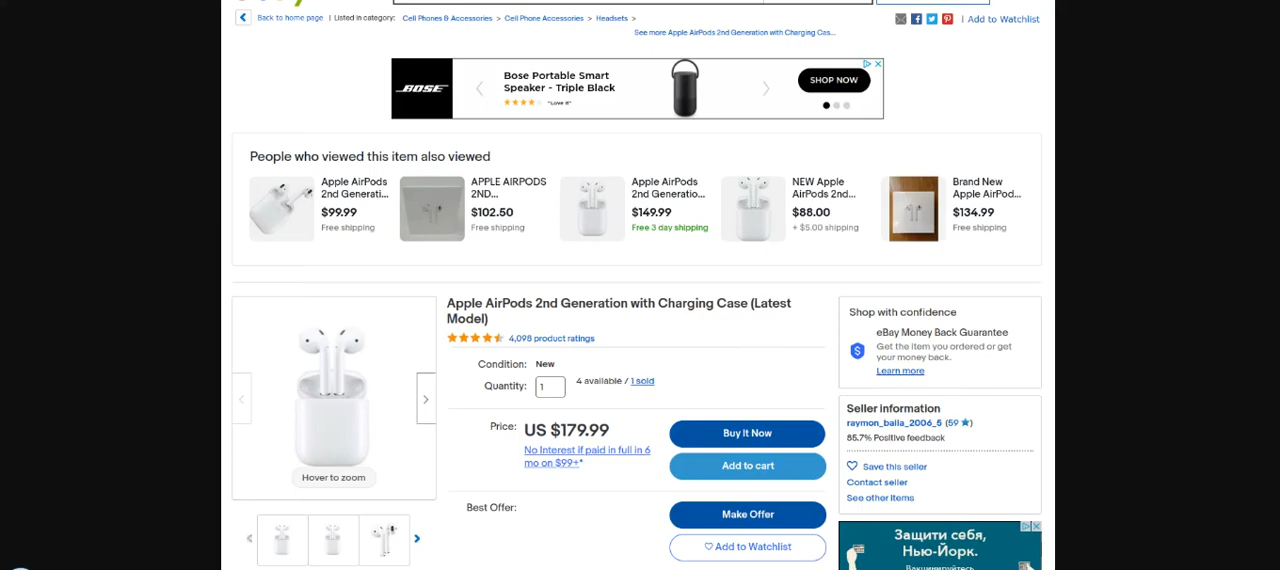 Back to home page | Listed in category: Cell Phones & Accessories > Cell Phone Accessories > Headsets >
| Add to Watchlist
See more Apple AirPods 2nd Generation with Charging Cas...
BOSE
Bose Portable Smart
Speaker - Triple Black
"Love it"
SHOP NOW
People who viewed this item also viewed
Apple AirPods
2nd Generati...
$99.99
Free shipping
APPLE AIRPODS
2ND...
$102.50
Free shipping
Apple AirPods
2nd Generatio...
$149.99
Free 3 day shipping
NEW Apple
AirPods 2nd...
$88.00
+ $5.00 shipping
Brand New
Apple AirPod...
$134.99
Free shipping
Hover to zoom
Apple AirPods 2nd Generation with Charging Case (Latest
Model)
4,098 product ratings
Condition: New
Quantity: 1 4 available / 1 sold
Price: US $179.99
No Interest if paid in full in 6
mo on $99+*
Buy It Now
Add to cart
Best Offer:
Make Offer
Add to Watchlist
Shop with confidence
eBay Money Back Guarantee
Get the item you ordered or get
your money back.
Learn more
Seller information
raymon_balla_2006_5 (59)
85.7% Positive feedback
Save this seller
Contact seller
See other items
Защити себя,
Нью-Йорк.